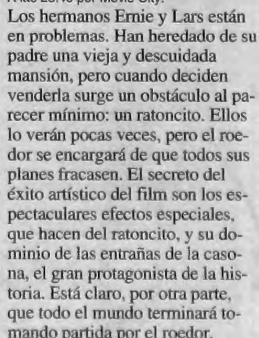 Los hermanos Ernie y Lars están
en problemas. Han heredado de su
padre una vieja y descuidada
mansión, pero cuando deciden
venderla surge un obstáculo al pa-
recer mínimo: un ratoncito. Ellos
lo verán pocas veces, pero el roe-
dor se encargará de que todos sus
planes fracasen. El secreto del
éxito artístico del film son los es-
pectaculares efectos especiales,
que hacen del ratoncito, y su do-
minio de las entrañas de la caso-
na, el gran protagonista de la his-
toria. Está claro, por otra parte,
que todo el mundo terminará to-
mando partida por el roedor.